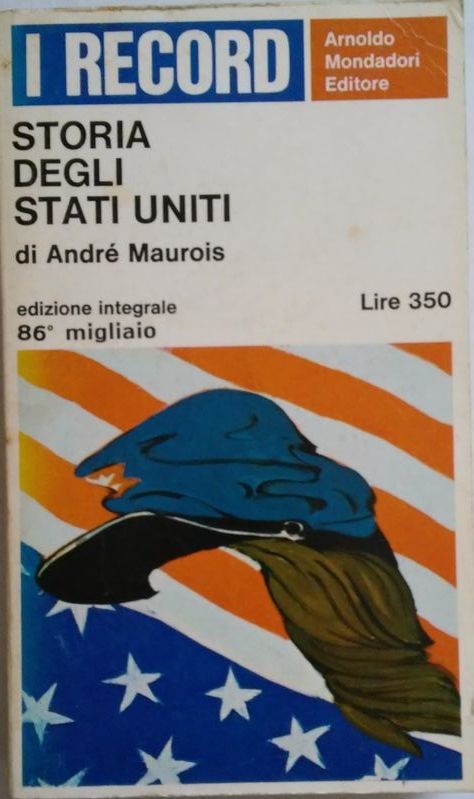 I RECORD
Arnoldo
Mondadori
Editore
STORIA
DEGLI
STATI UNITI
di André Maurois
edizione integrale
86° migliaio
Lire 350